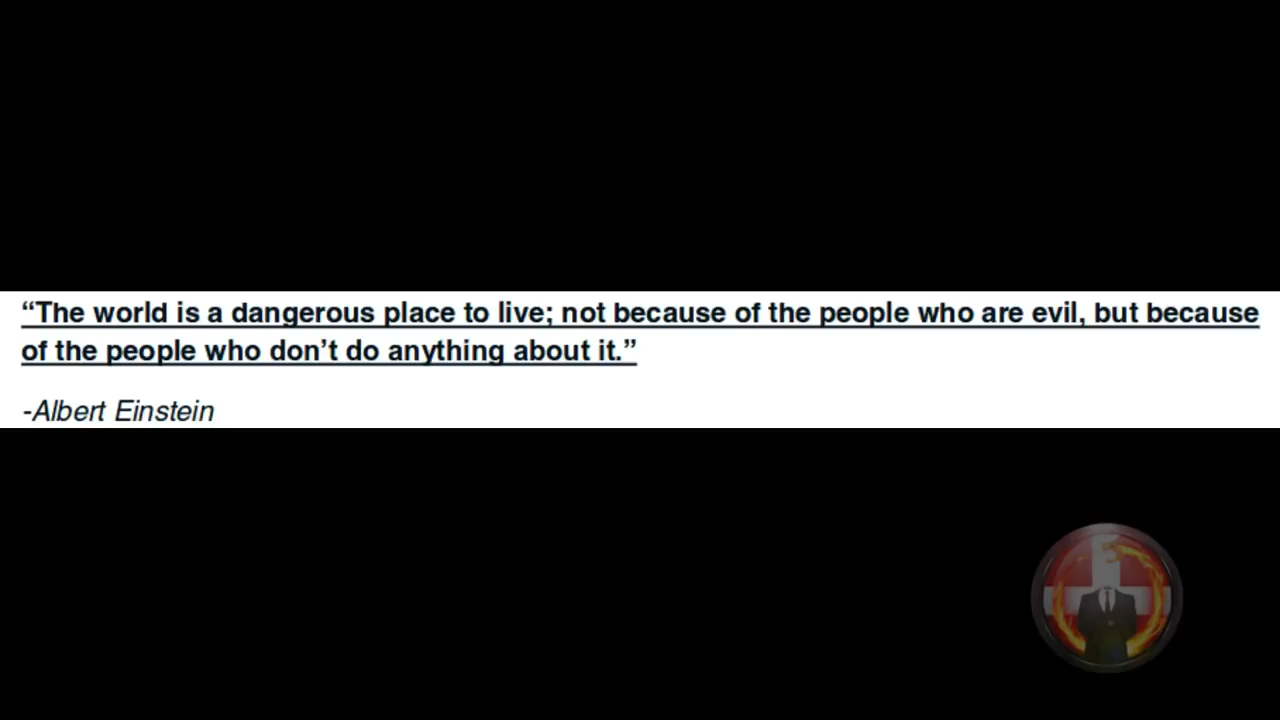 “The world is a dangerous place to live; not because of the people who are evil, but because
of the people who don’t do anything about it.”
-Albert Einstein